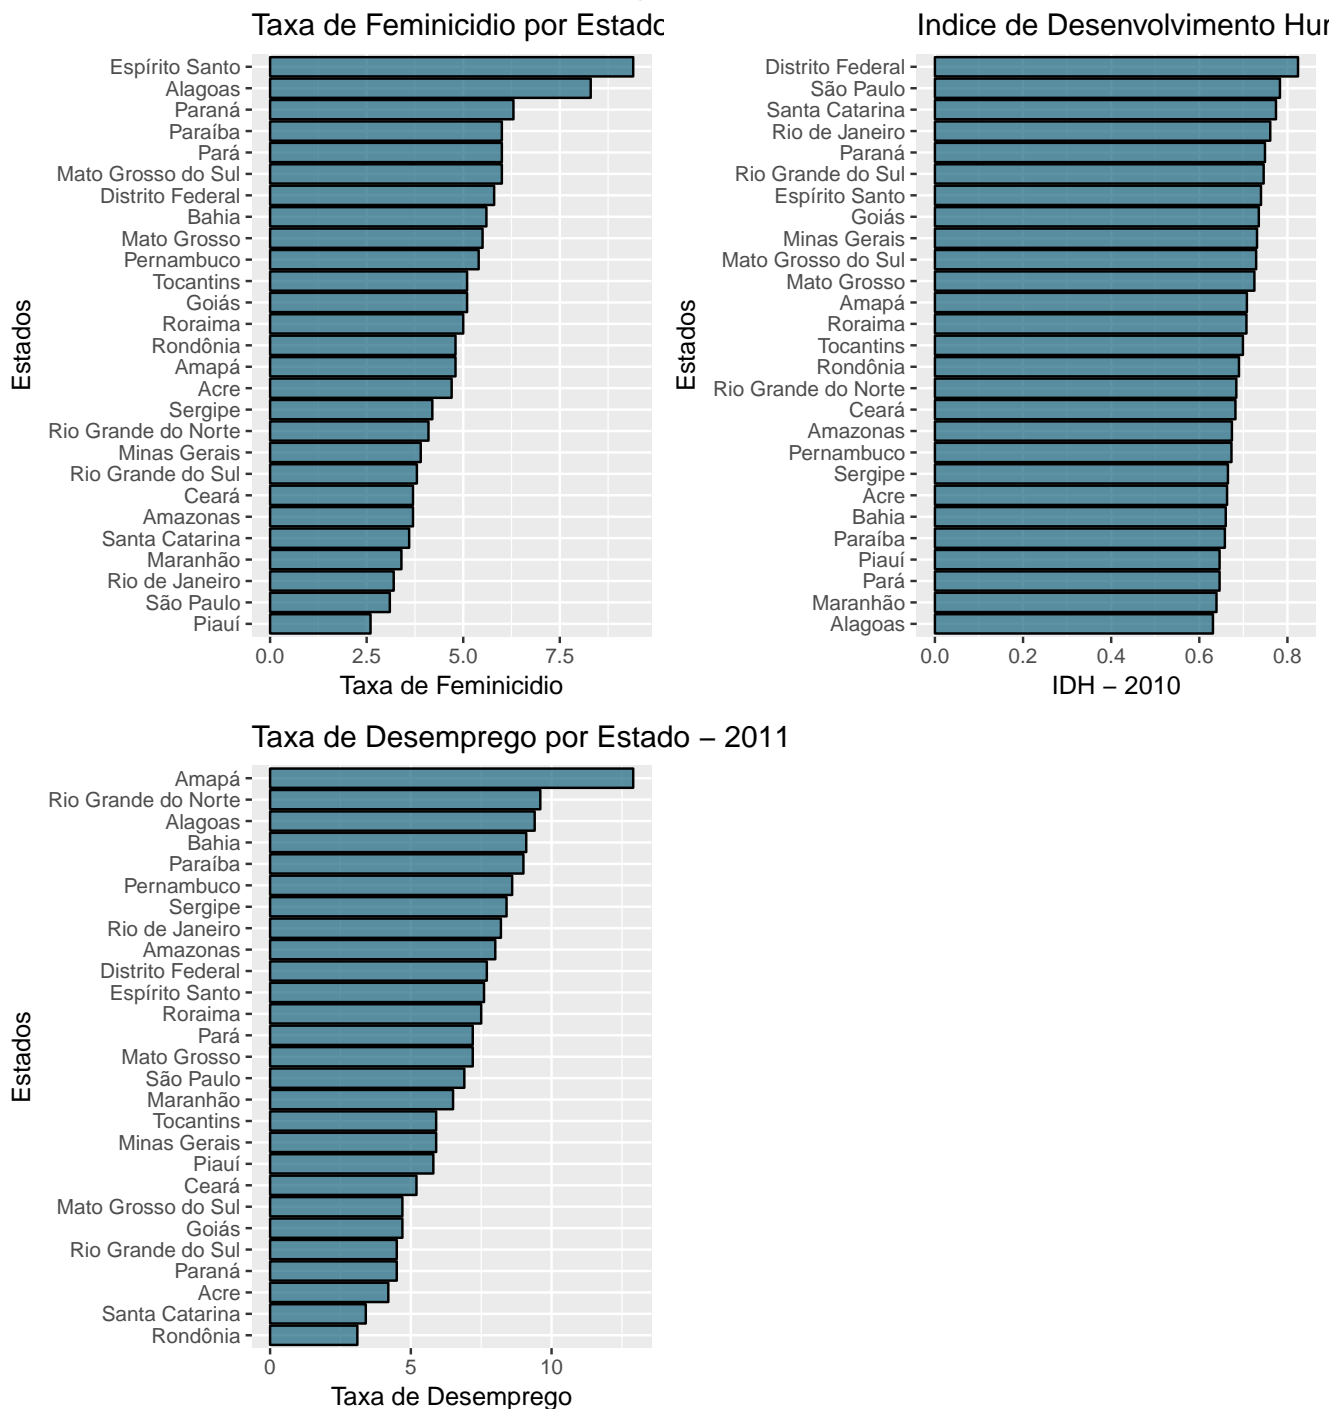 Taxa de Feminicidio por Estado
Estados
Espírito Santo
Alagoas
Paraná
Paraíba
Pará
Mato Grosso do Sul
Distrito Federal
Bahia
Mato Grosso
Pernambuco
Tocantins
Goiás
Roraima
Rondônia
Amapá
Acre
Sergipe
Rio Grande do Norte
Minas Gerais
Rio Grande do Sul
Ceará
Amazonas
Santa Catarina
Maranhão
Rio de Janeiro
São Paulo
Piauí
0.0 2.5 5.0 7.5
Taxa de Feminicidio
Indice de Desenvolvimento Hur
Estados
Distrito Federal
São Paulo
Santa Catarina
Rio de Janeiro
Paraná
Rio Grande do Sul
Espírito Santo
Goiás
Minas Gerais
Mato Grosso do Sul
Mato Grosso
Amapá
Roraima
Tocantins
Rondônia
Rio Grande do Norte
Ceará
Amazonas
Pernambuco
Sergipe
Acre
Bahia
Paraíba
Piauí
Pará
Maranhão
Alagoas
0.0 0.2 0.4 0.6 0.8
IDH − 2010
Taxa de Desemprego por Estado − 2011
Estados
Amapá
Rio Grande do Norte
Alagoas
Bahia
Paraíba
Pernambuco
Sergipe
Rio de Janeiro
Amazonas
Distrito Federal
Espírito Santo
Roraima
Pará
Mato Grosso
São Paulo
Maranhão
Tocantins
Minas Gerais
Piauí
Ceará
Mato Grosso do Sul
Goiás
Rio Grande do Sul
Paraná
Acre
Santa Catarina
Rondônia
0 5 10
Taxa de Desemprego